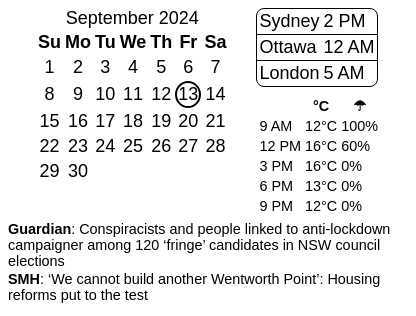 September 2024
Su Mo Tu We Th Fr Sa
1 2 3 4 5 6 7
8 9 10 11 12 13 14
15 16 17 18 19 20 21
22 23 24 25 26 27 28
29 30
Sydney 2 PM
Ottawa 12 AM
London 5 AM
°C ☂
9 AM 12°C 100%
12 PM 16°C 60%
3 PM 16°C 0%
6 PM 13°C 0%
9 PM 12°C 0%
Guardian: Conspiracists and people linked to anti-lockdown
campaigner among 120 ‘fringe’ candidates in NSW council
elections
SMH: ‘We cannot build another Wentworth Point’: Housing
reforms put to the test